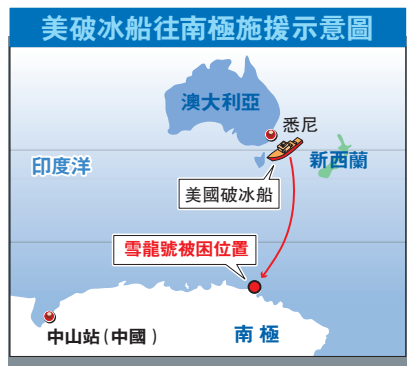 美破冰船往南極施援示意圖
澳大利亞
悉尼
新西蘭
印度洋
美國破冰船
雪龍號被困位置
中山站(中國)
南極